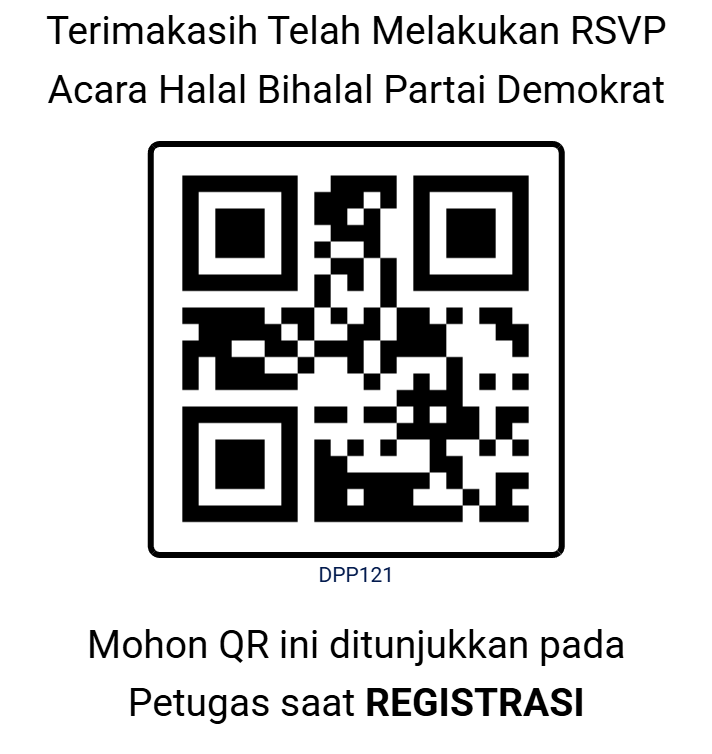 Terimakasih Telah Melakukan RSVP
Acara Halal Bihalal Partai Demokrat
DPP121
Mohon QR ini ditunjukkan pada
Petugas saat REGISTRASI